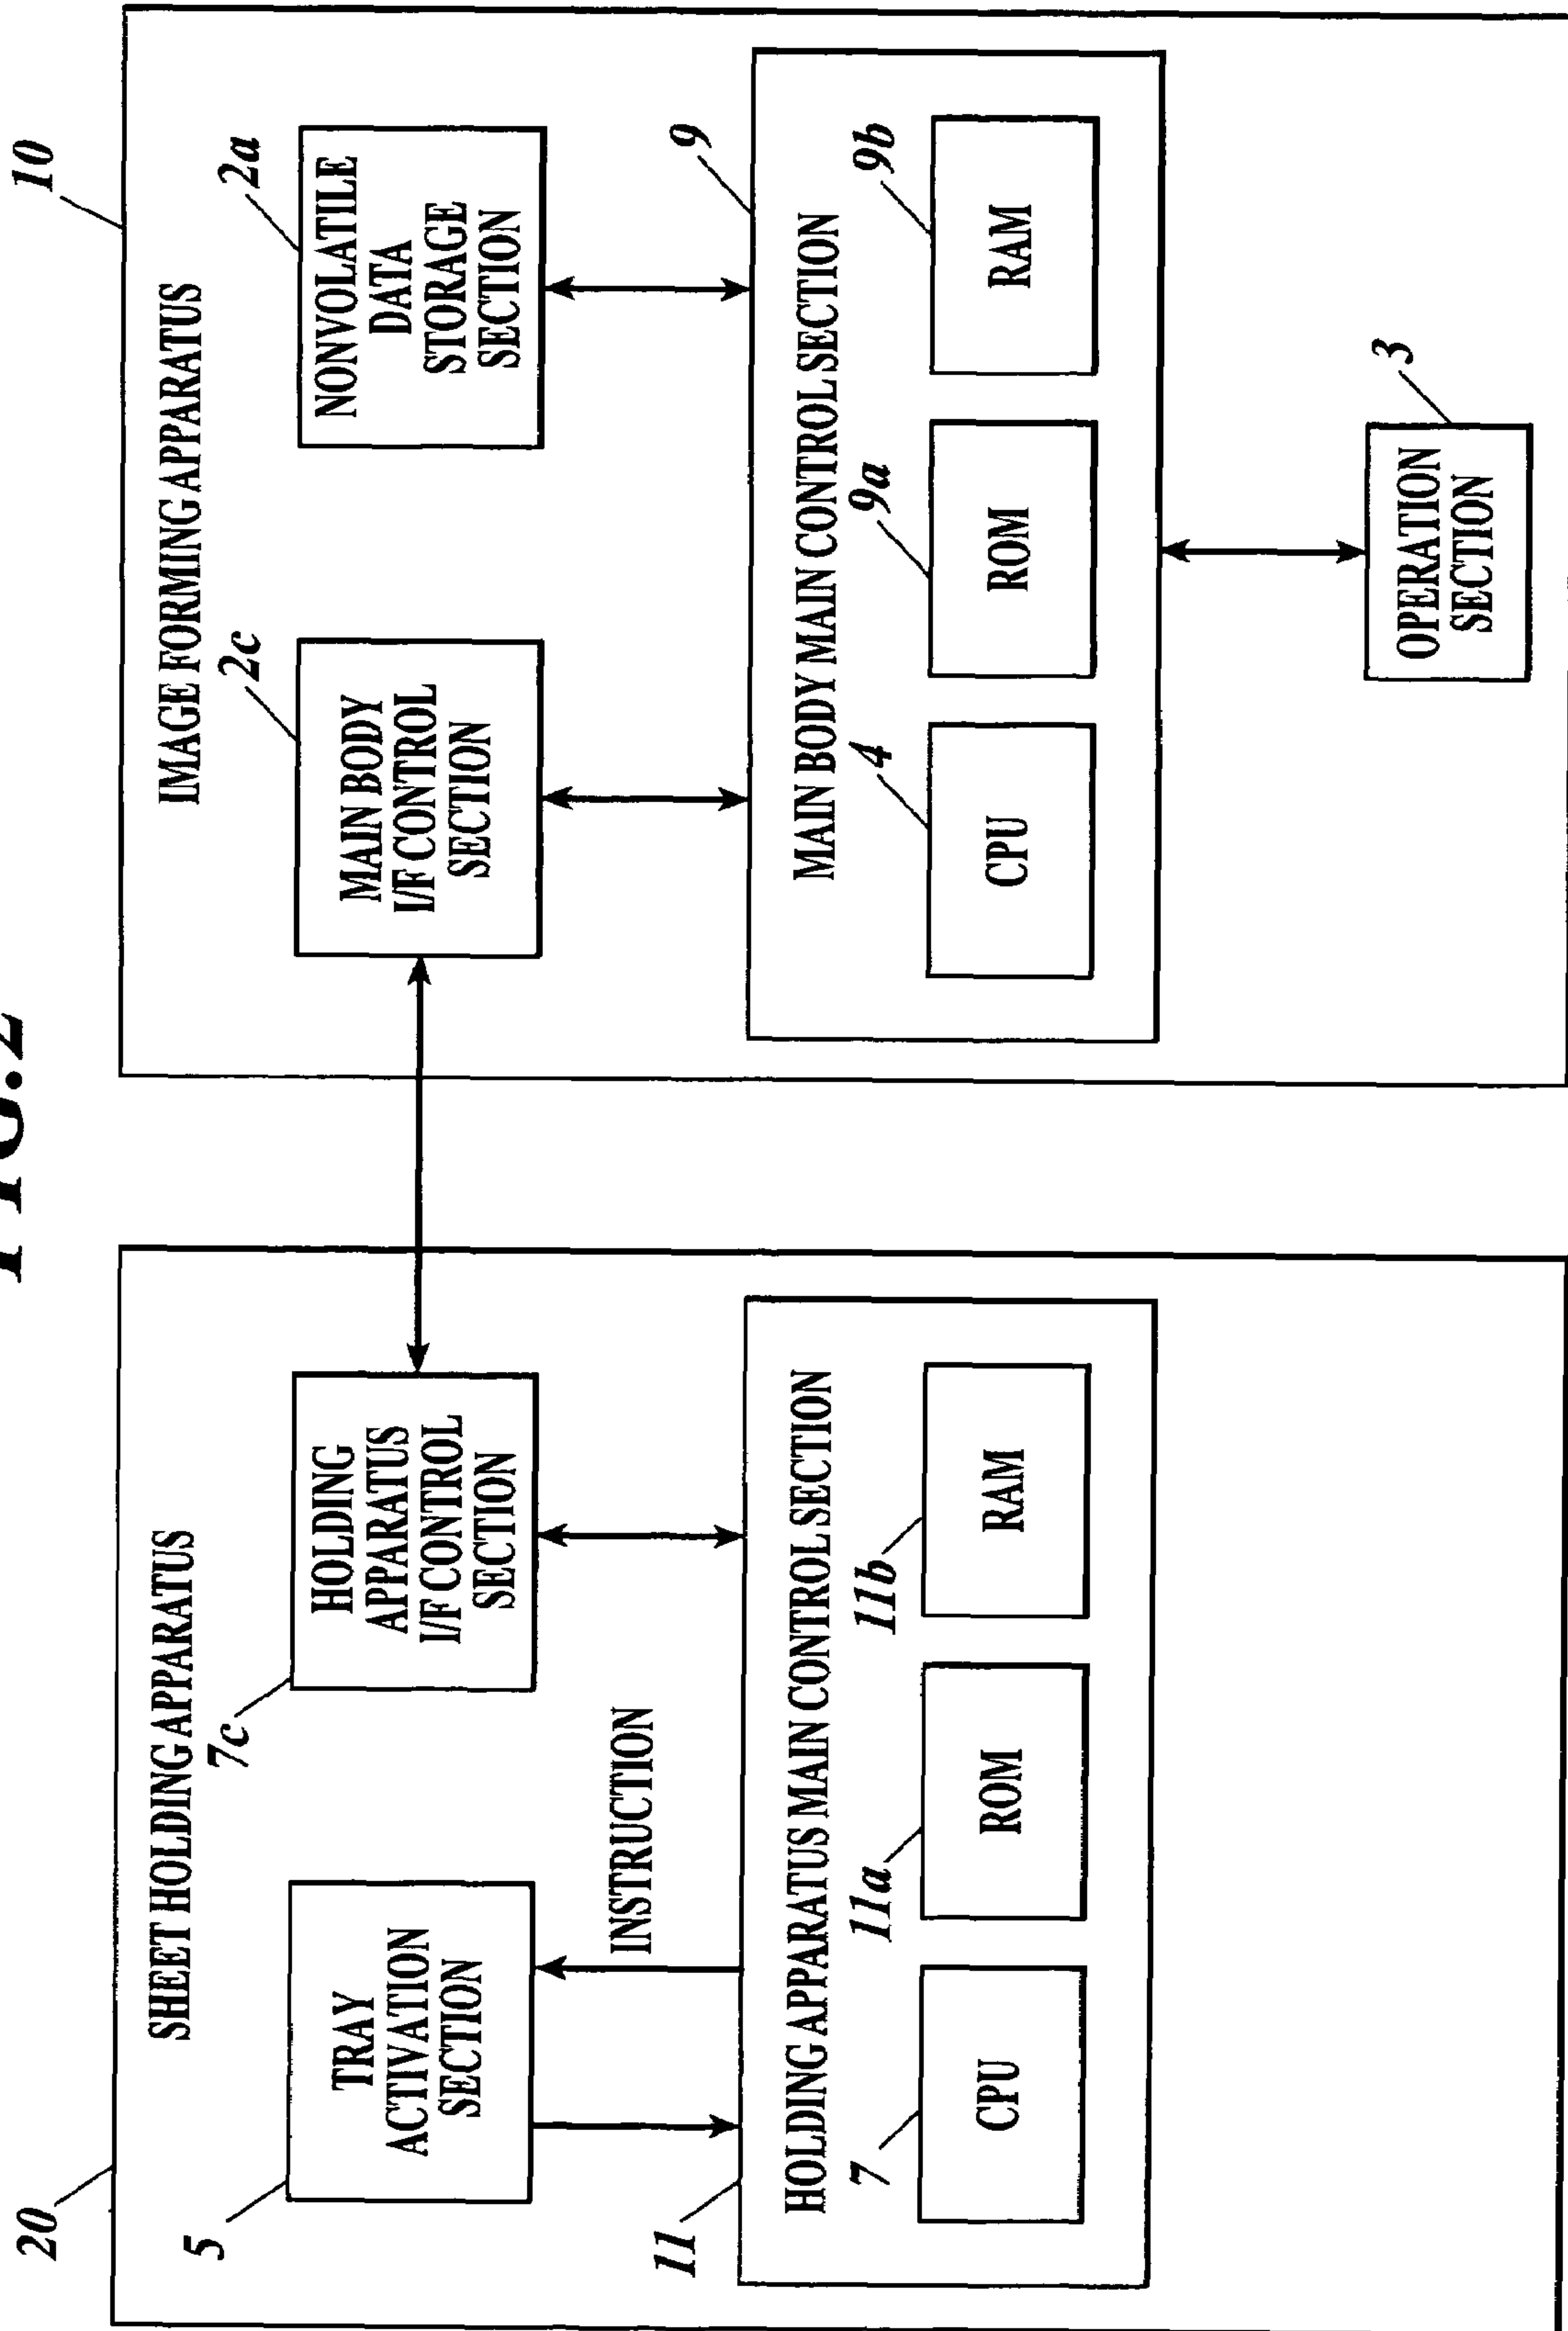 FIG.2
20
SHEET HOLDING APPARATUS
5
TRAY
ACTIVATION
SECTION
7c
HOLDING
APPARATUS
I/F CONTROL
SECTION
INSTRUCTION
11
HOLDING APPARATUS MAIN CONTROL SECTION
7
CPU
11a
ROM
11b
RAM
10
IMAGE FORMING APPARATUS
2c
MAIN BODY
I/F CONTROL
SECTION
2a
NONVOLATILE
DATA
STORAGE
SECTION
9
MAIN BODY MAIN CONTROL SECTION
4
CPU
9a
ROM
9b
RAM
3
OPERATION
SECTION